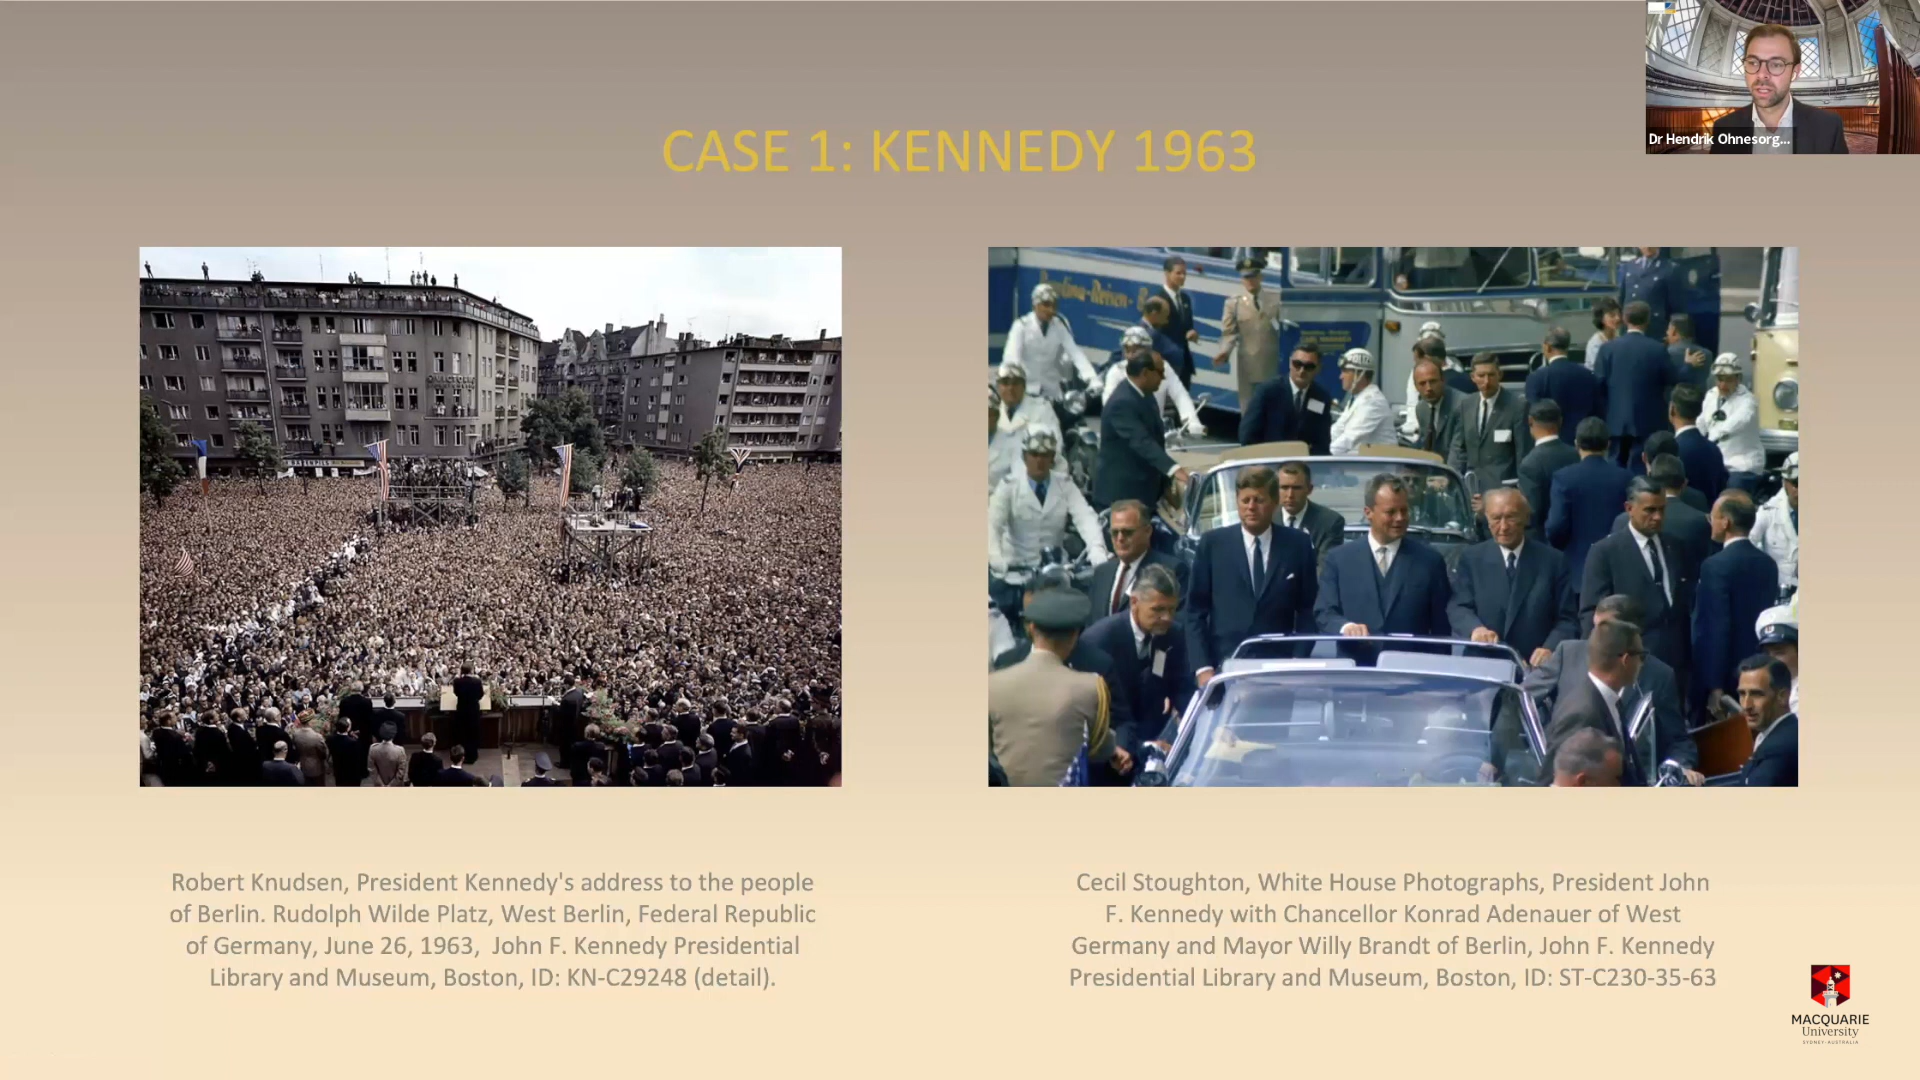 Dr Hendrik Ohnesorg...
CASE 1: KENNEDY 1963
Robert Knudsen, President Kennedy's address to the people
of Berlin. Rudolph Wilde Platz, West Berlin, Federal Republic
of Germany, June 26, 1963, John F. Kennedy Presidential
Library and Museum, Boston, ID: KN-C29248 (detail).
Cecil Stoughton, White House Photographs, President John
F. Kennedy with Chancellor Konrad Adenauer of West
Germany and Mayor Willy Brandt of Berlin, John F. Kennedy
Presidential Library and Museum, Boston, ID: ST-C230-35-63
MACQUARIE
University
SYDNEY·AUSTRALIA